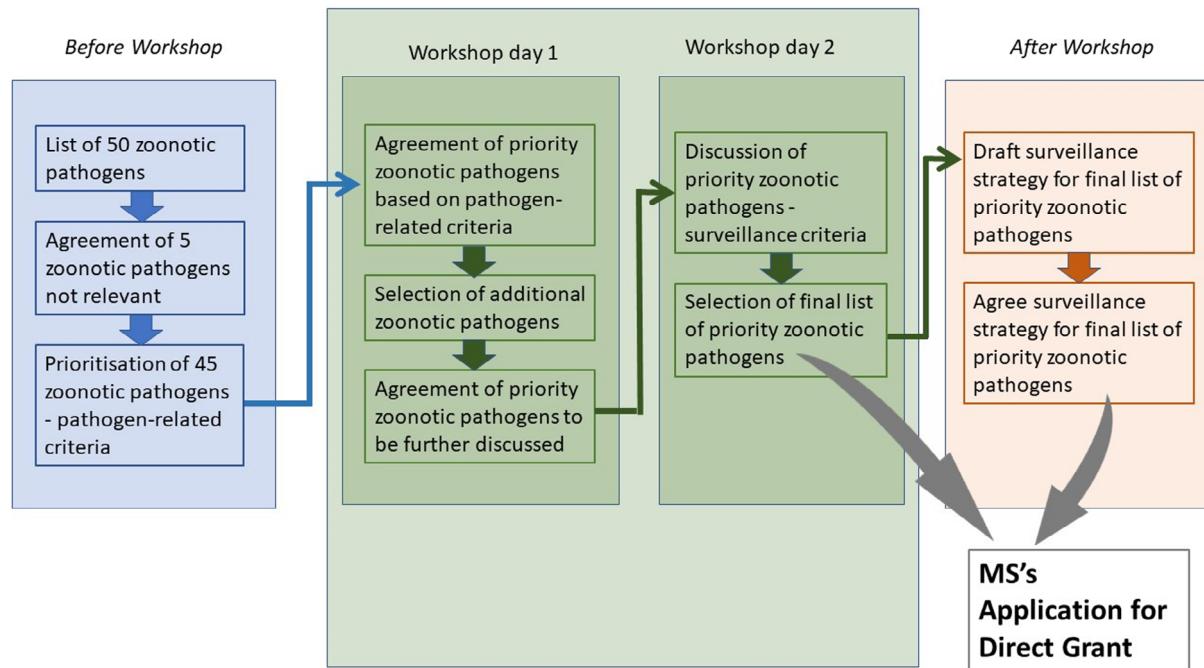 Before Workshop
List of 50 zoonotic
pathogens
Agreement of 5
zoonotic pathogens
not relevant
Prioritisation of 45
zoonotic pathogens
- pathogen-related
criteria
Workshop day 1
Agreement of priority
zoonotic pathogens
based on pathogen-
related criteria
Selection of additional
zoonotic pathogens
Agreement of priority
zoonotic pathogens to
be further discussed
Workshop day 2
Discussion of
priority zoonotic
pathogens -
surveillance criteria
Selection of final list
of priority zoonotic
pathogens
After Workshop
Draft surveillance
strategy for final list of
priority zoonotic
pathogens
Agree surveillance
strategy for final list of
priority zoonotic
pathogens
MS's
Application for
Direct Grant